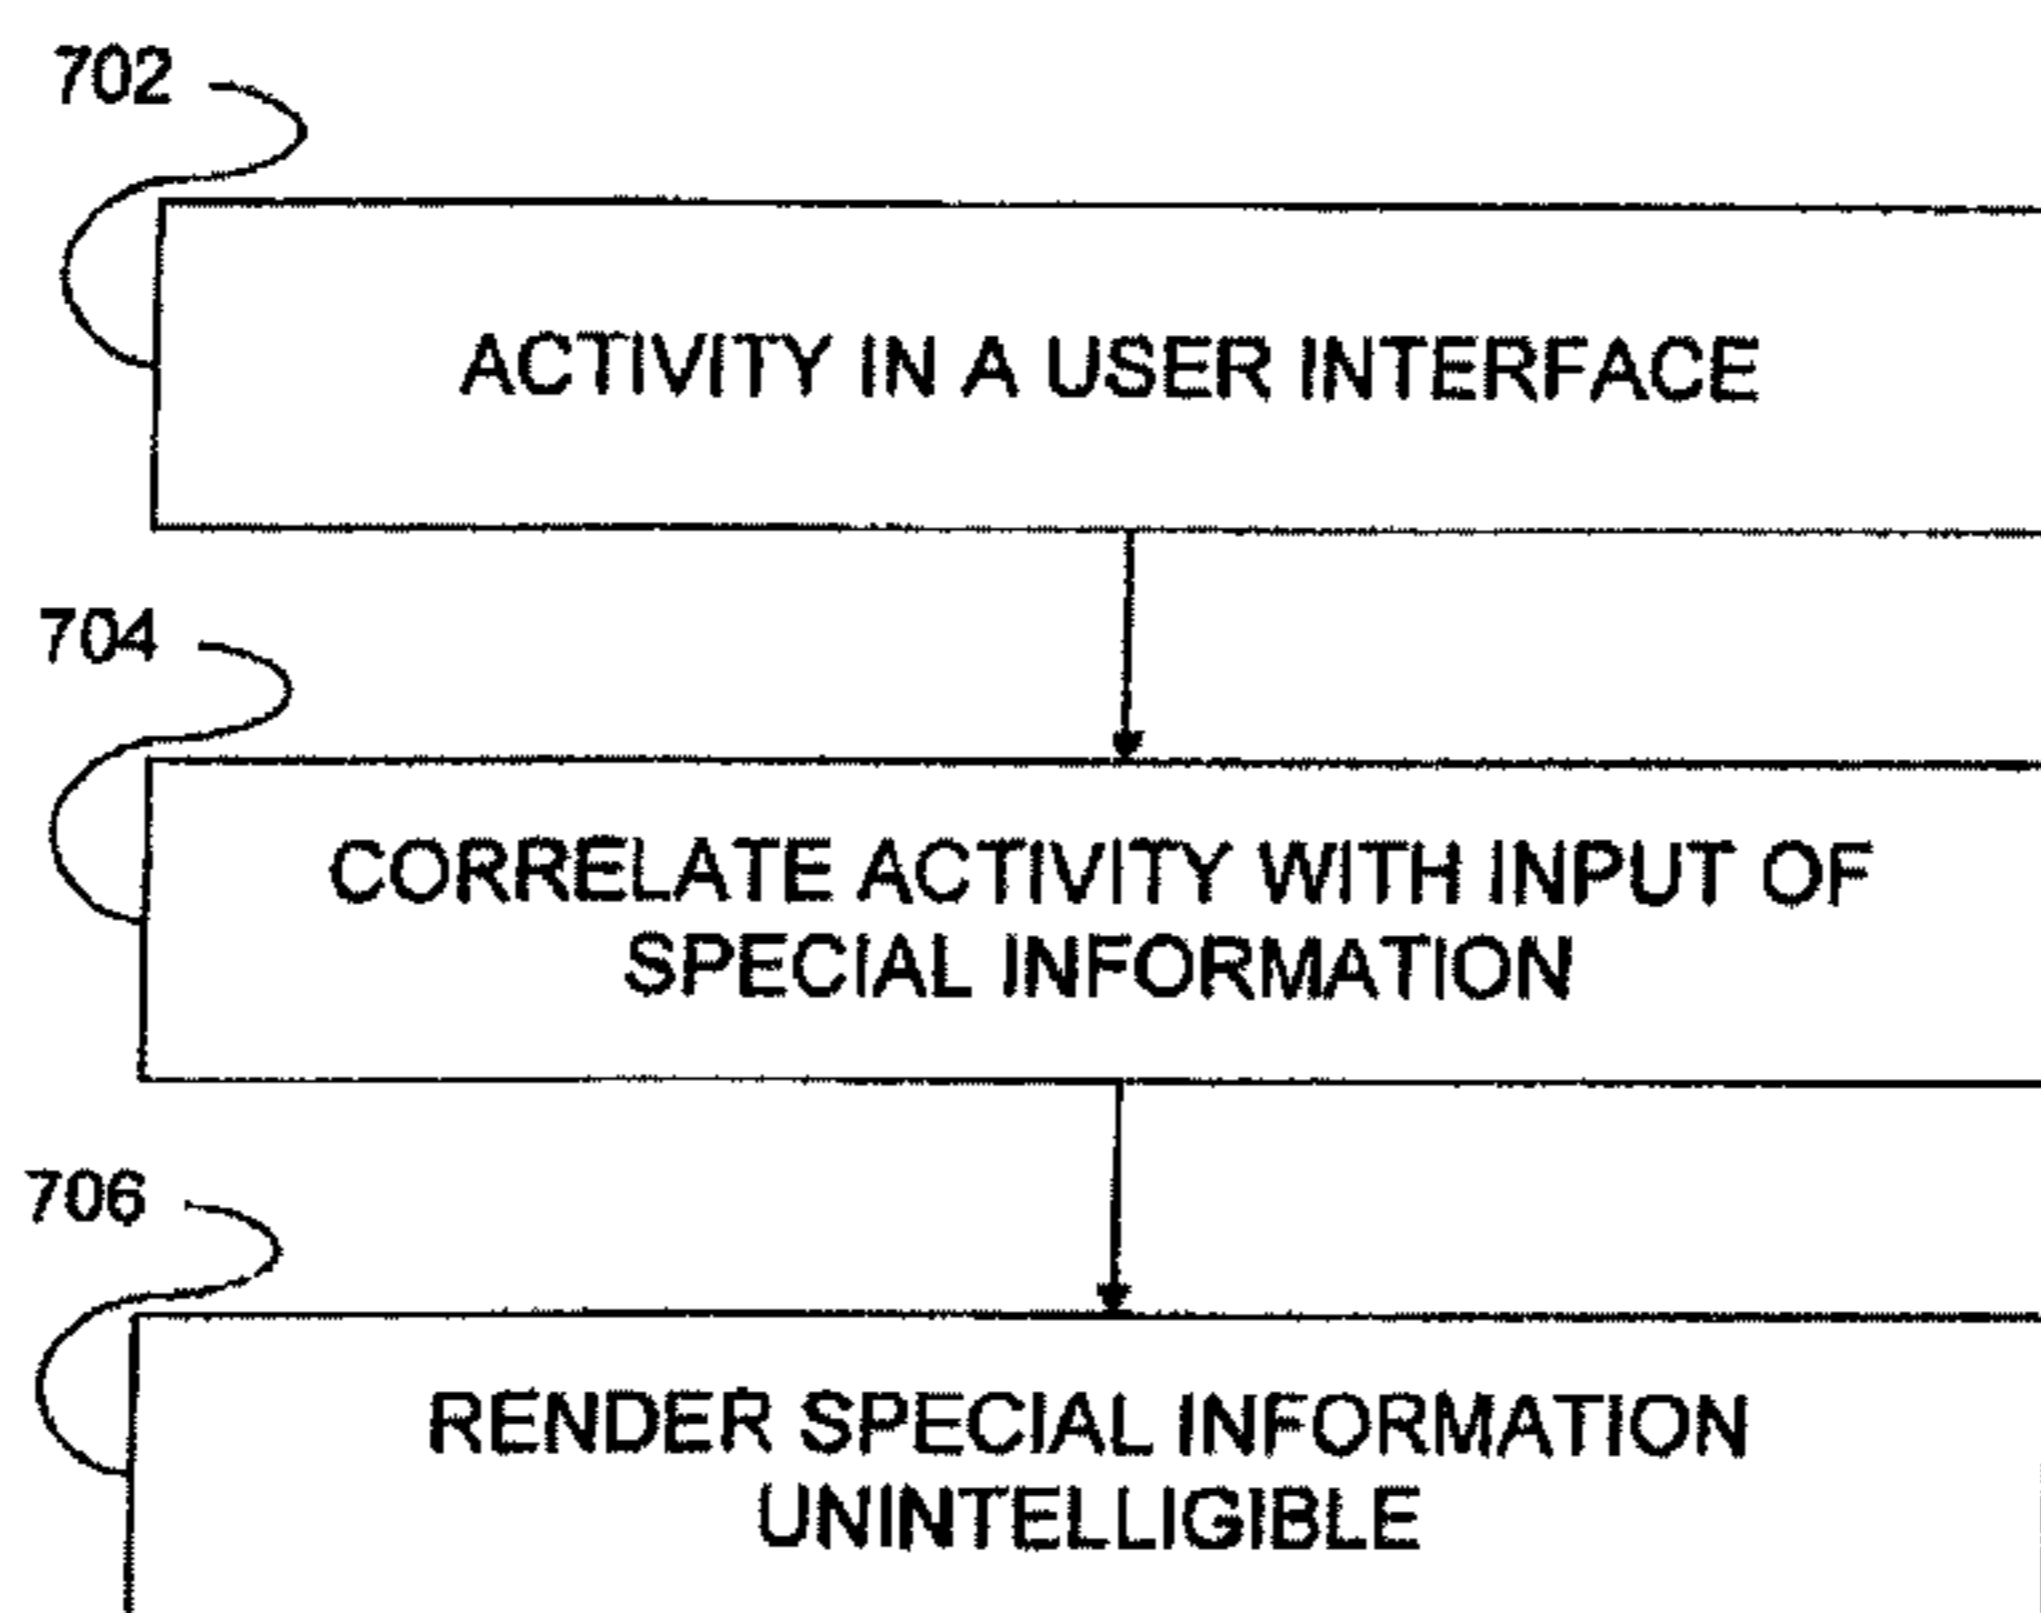 702
ACTIVITY IN A USER INTERFACE
704
CORRELATE ACTIVITY WITH INPUT OF
SPECIAL INFORMATION
706
RENDER SPECIAL INFORMATION
UNINTELLIGIBLE